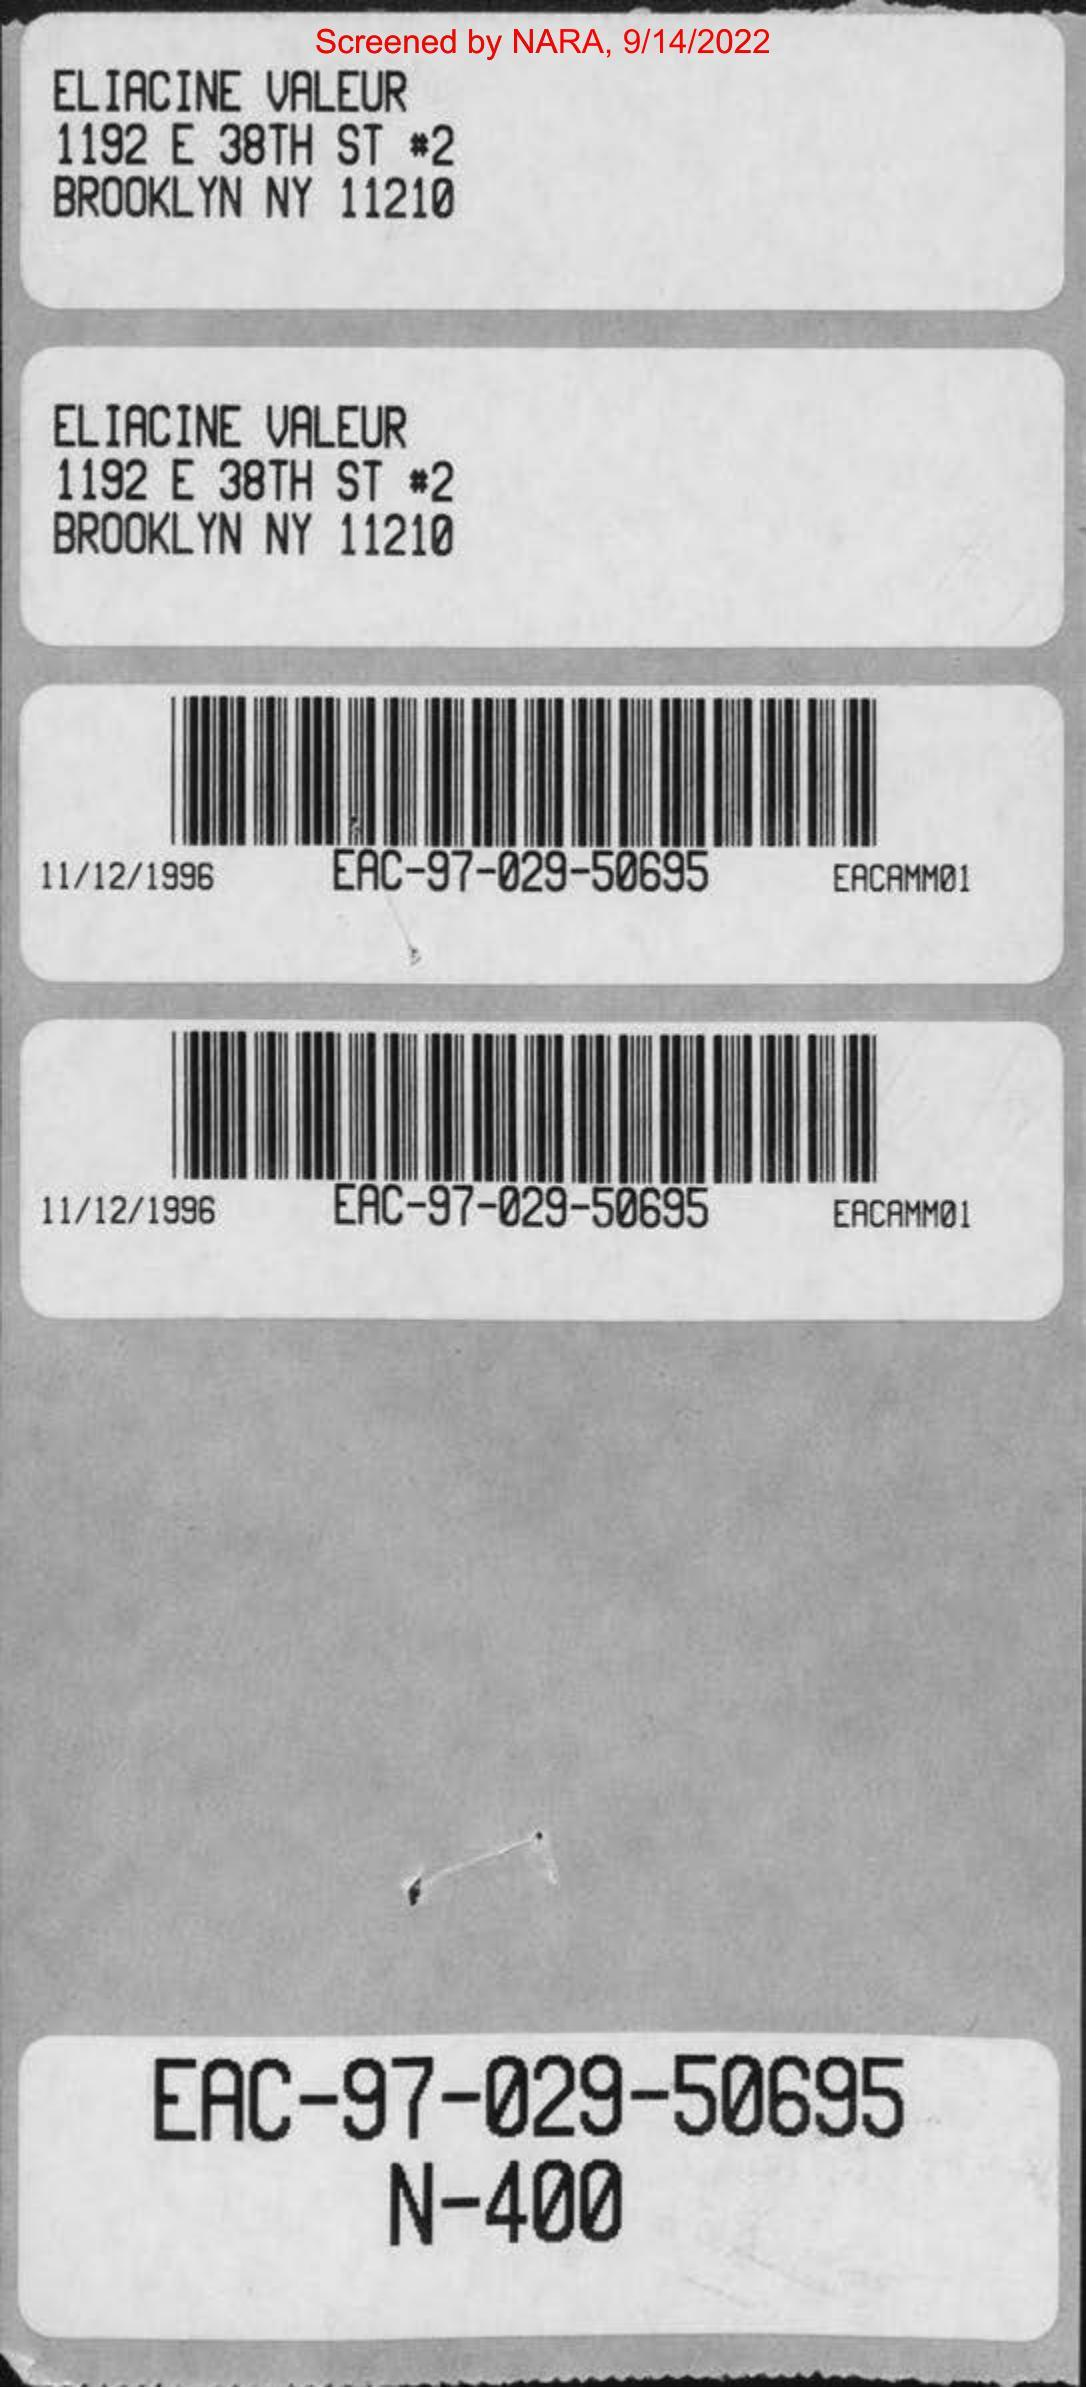 Screened by NARA, 9/14/2022
ELIACINE VALEUR
1192 E 38TH ST #2
BROOKLYN NY 11210
ELIACINE VALEUR
1192 E 38TH ST #2
BROOKLYN NY 11210
11/12/1996 EAC-97-029-50695 EACAMM01
11/12/1996 EAC-97-029-50695 EACAMM01
EAC-97-029-50695
N-400